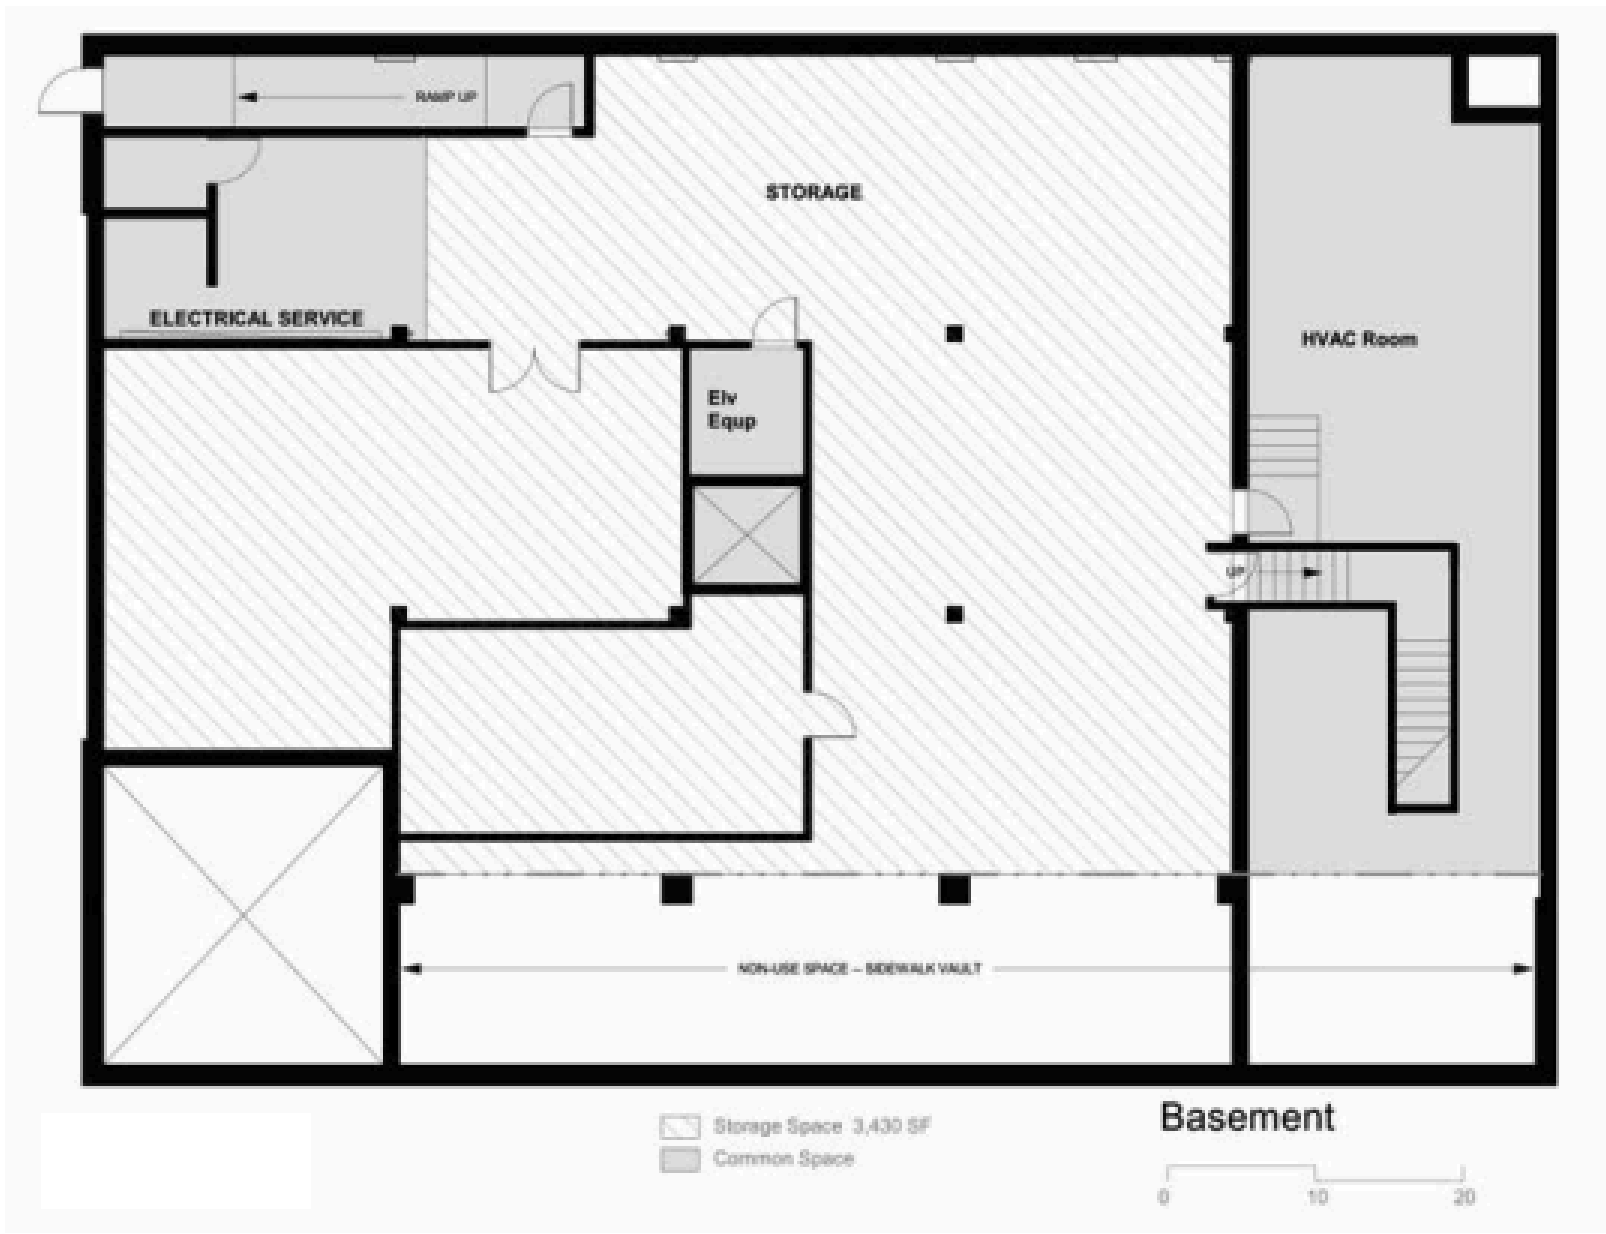 RAMP UP
STORAGE
ELECTRICAL SERVICE
HVAC Room
Elv
Equp
UP
NON-USE SPACE – SIDEWALK VAULT
Storage Space 3,430 SF
Common Space
Basement
0 10 20